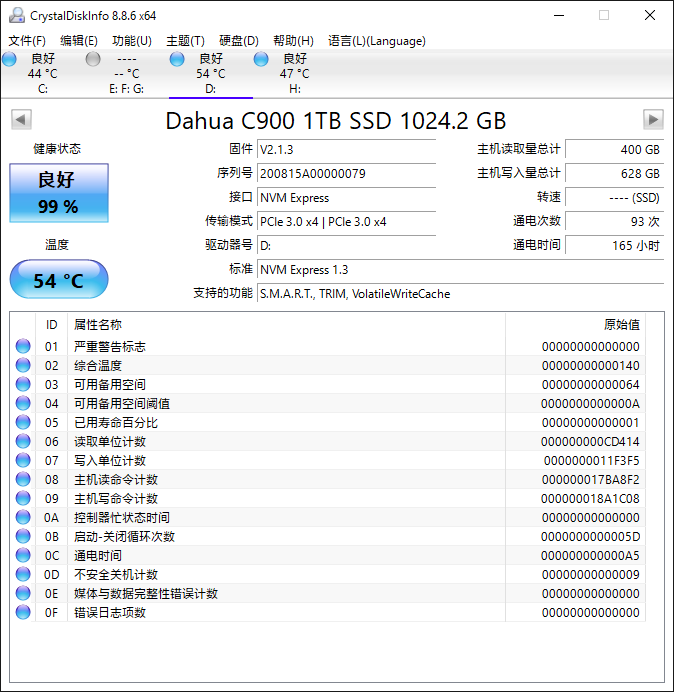 CrystalDiskInfo 8.8.6 x64
文件(F) 编辑(E) 功能(U) 主题(T) 硬盘(D) 帮助(H) 语言(L)(Language)
良好 ---- 良好 良好
44 °C -- °C 54 °C 47 °C
C: E: F: G: D: H:
Dahua C900 1TB SSD 1024.2 GB
健康状态
良好
99 %
温度
54 °C
固件 V2.1.3 主机读取量总计 400 GB
序列号 200815A00000079 主机写入量总计 628 GB
接口 NVM Express 转速 ---- (SSD)
传输模式 PCIe 3.0 x4 | PCIe 3.0 x4 通电次数 93 次
驱动器号 D: 通电时间 165 小时
标准 NVM Express 1.3
支持的功能 S.M.A.R.T., TRIM, VolatileWriteCache
ID 属性名称 原始值
01 严重警告标志 00000000000000
02 综合温度 00000000000140
03 可用备用空间 00000000000064
04 可用备用空间阈值 0000000000000A
05 已用寿命百分比 00000000000001
06 读取单位计数 000000000CD414
07 写入单位计数 0000000011F3F5
08 主机读命令计数 000000017BA8F2
09 主机写命令计数 000000018A1C08
0A 控制器忙状态时间 00000000000000
0B 启动-关闭循环次数 0000000000005D
0C 通电时间 000000000000A5
0D 不安全关机计数 00000000000009
0E 媒体与数据完整性错误计数 00000000000000
0F 错误日志项数 00000000000000